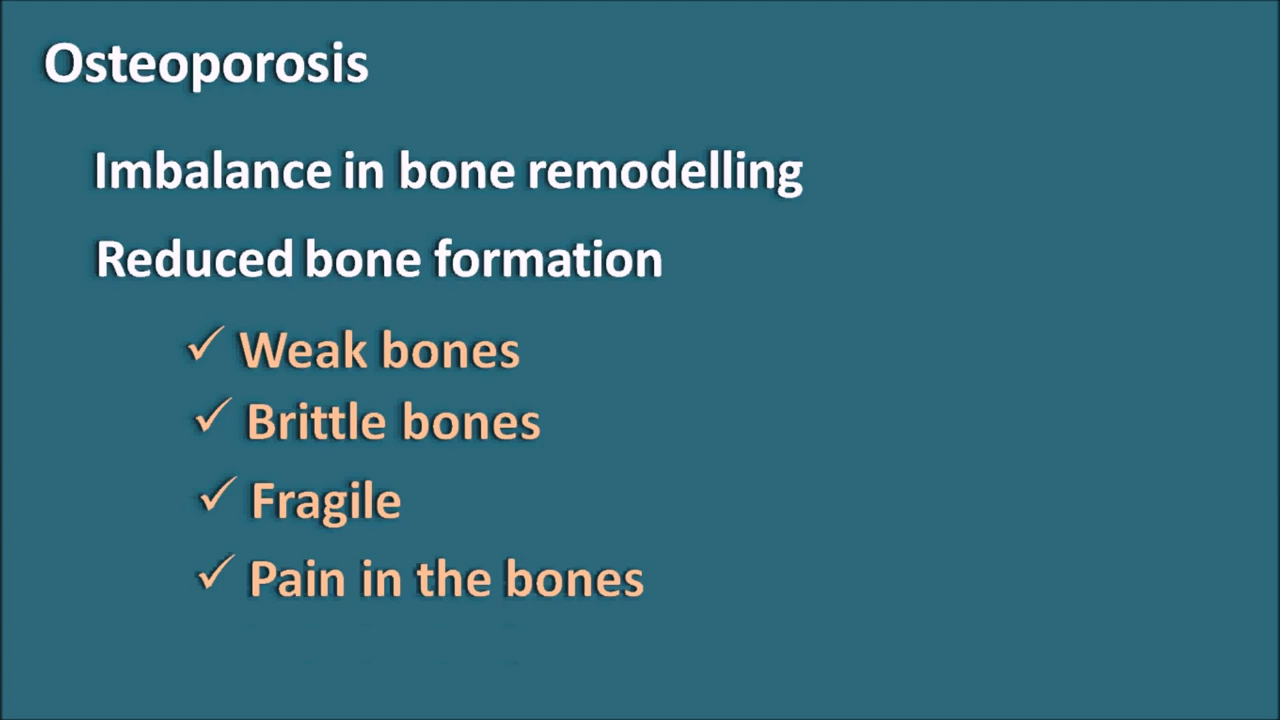 Osteoporosis
Imbalance in bone remodelling
Reduced bone formation
✓ Weak bones
✓ Brittle bones
✓ Fragile
✓ Pain in the bones